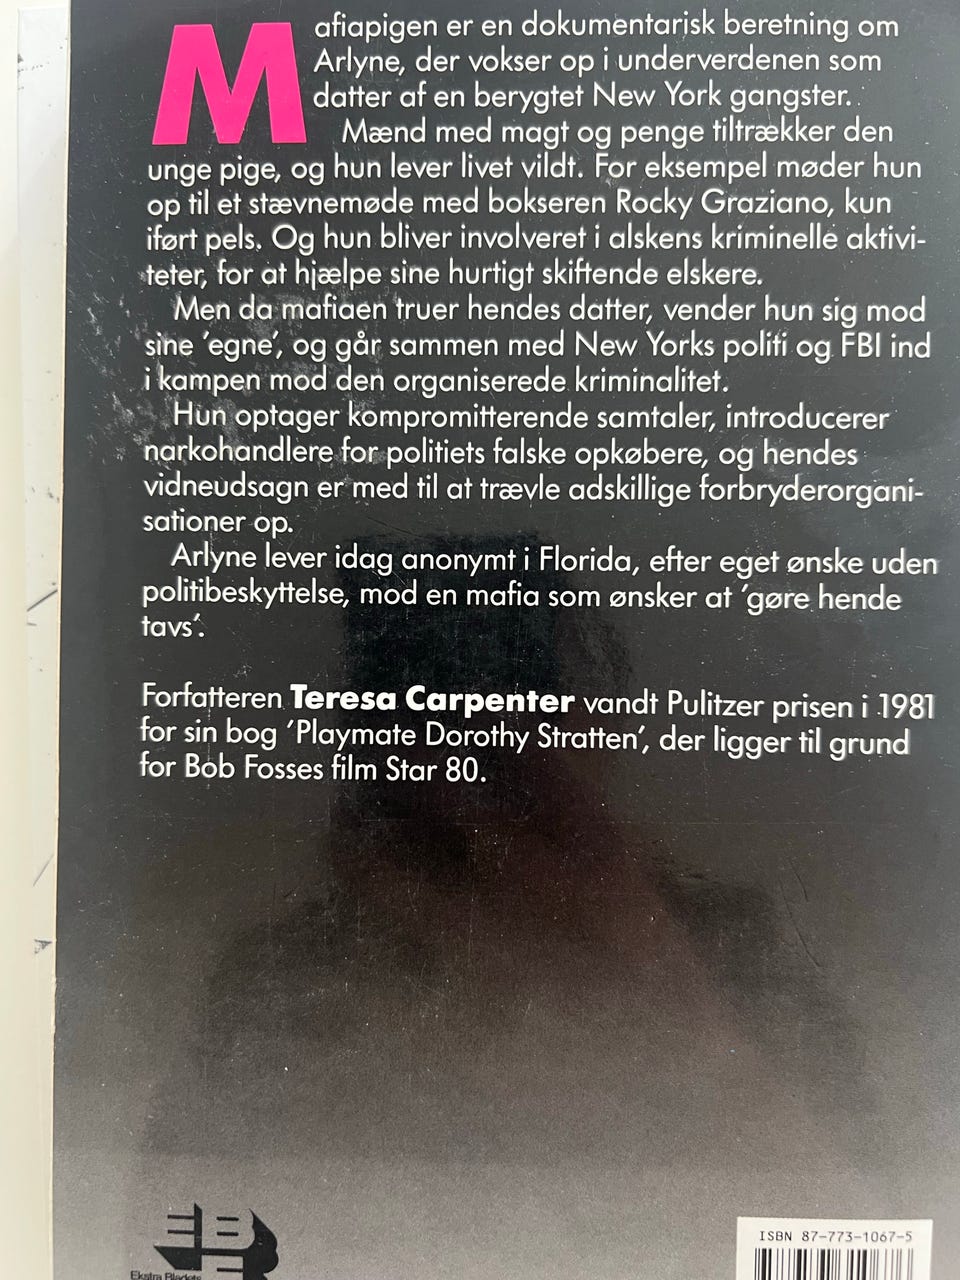 Mafiapigen er en dokumentarisk beretning om
Arlyne, der vokser op i underverdenen som
datter af en berygtet New York gangster.
Mænd med magt og penge tiltrækker den
unge pige, og hun lever livet vildt. For eksempel møder hun
op til et stævnemøde med bokseren Rocky Graziano, kun
iført pels. Og hun bliver involveret i alskens kriminelle aktivi-
teter, for at hjælpe sine hurtigt skiftende elskere.
Men da mafiaen truer hendes datter, vender hun sig mod
sine 'egne', og går sammen med New Yorks politi og FBI ind
i kampen mod den organiserede kriminalitet.
Hun optager kompromitterende samtaler, introducerer
narkohandlere for politiets falske opkøbere, og hendes
vidneudsagn er med til at trævle adskillige forbryderorgani-
sationer op.
Arlyne lever idag anonymt i Florida, efter eget ønske uden
politibeskyttelse, mod en mafia som ønsker at 'gøre hende
tavs'.
Forfatteren Teresa Carpenter vandt Pulitzer prisen i 1981
for sin bog 'Playmate Dorothy Stratten', der ligger til grund
for Bob Fosses film Star 80.
EB
Ekstra Bladets
ISBN 87-773-1067-5